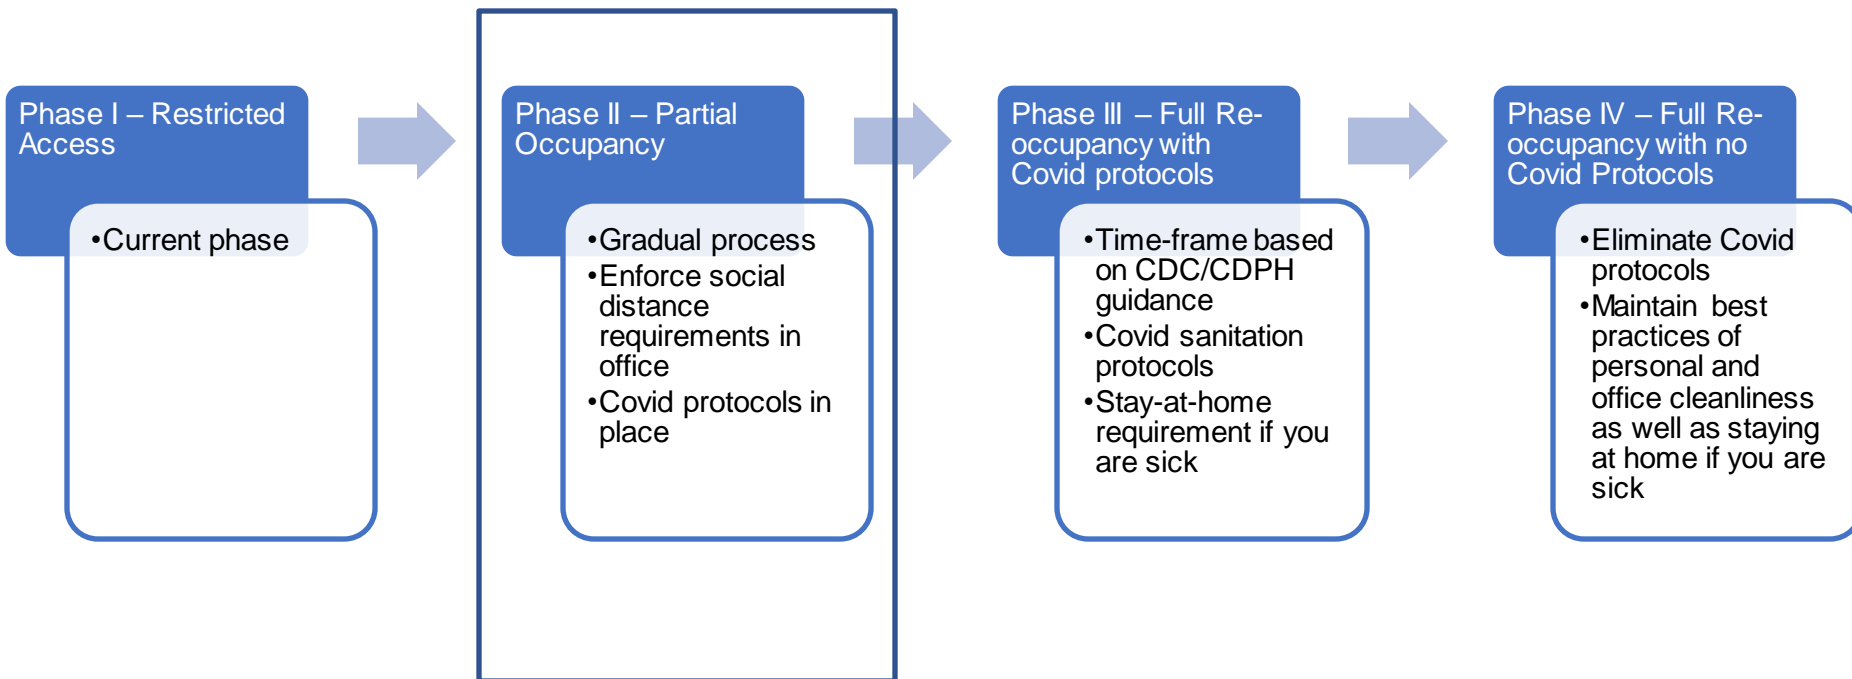 Phase I – Restricted
Access
•Current phase
Phase II – Partial
Occupancy
•Gradual process
•Enforce social
distance
requirements in
office
•Covid protocols in
place
Phase III – Full Re-
occupancy with
Covid protocols
•Time-frame based
on CDC/CDPH
guidance
•Covid sanitation
protocols
•Stay-at-home
requirement if you
are sick
Phase IV – Full Re-
occupancy with no
Covid Protocols
•Eliminate Covid
protocols
•Maintain best
practices of
personal and
office cleanliness
as well as staying
at home if you are
sick